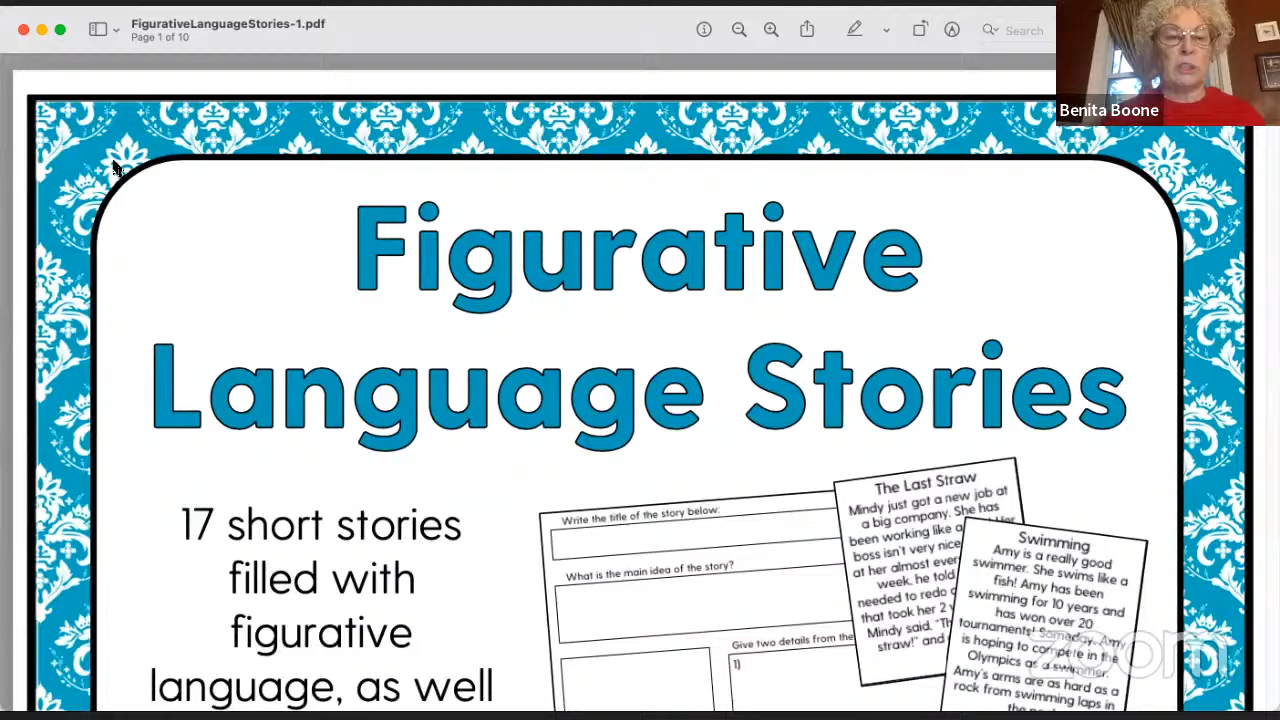 FigurativeLanguageStories-1.pdf
Page 1 of 10
Search
Benita Boone
Figurative
Language Stories
17 short stories
filled with
figurative
language, as well
Write the title of the story below:
What is the main idea of the story?
Give two details from the
1)
The Last Straw
Mindy just got a new job at
a big company. She has
been working like a
boss isn't very nice
at her almost
week, he told
needed to redo
that took her 2
Mindy said,
straw!" and
Swimming
Amy is a really good
swimmer. She swims like a
fish! Amy has been
swimming for 10 years and
has won over 20
tournaments! Someday, Amy
is hoping to compete in the
Olympics as a swimmer.
Amy's arms are as hard as a
rock from swimming laps in
the
zoom